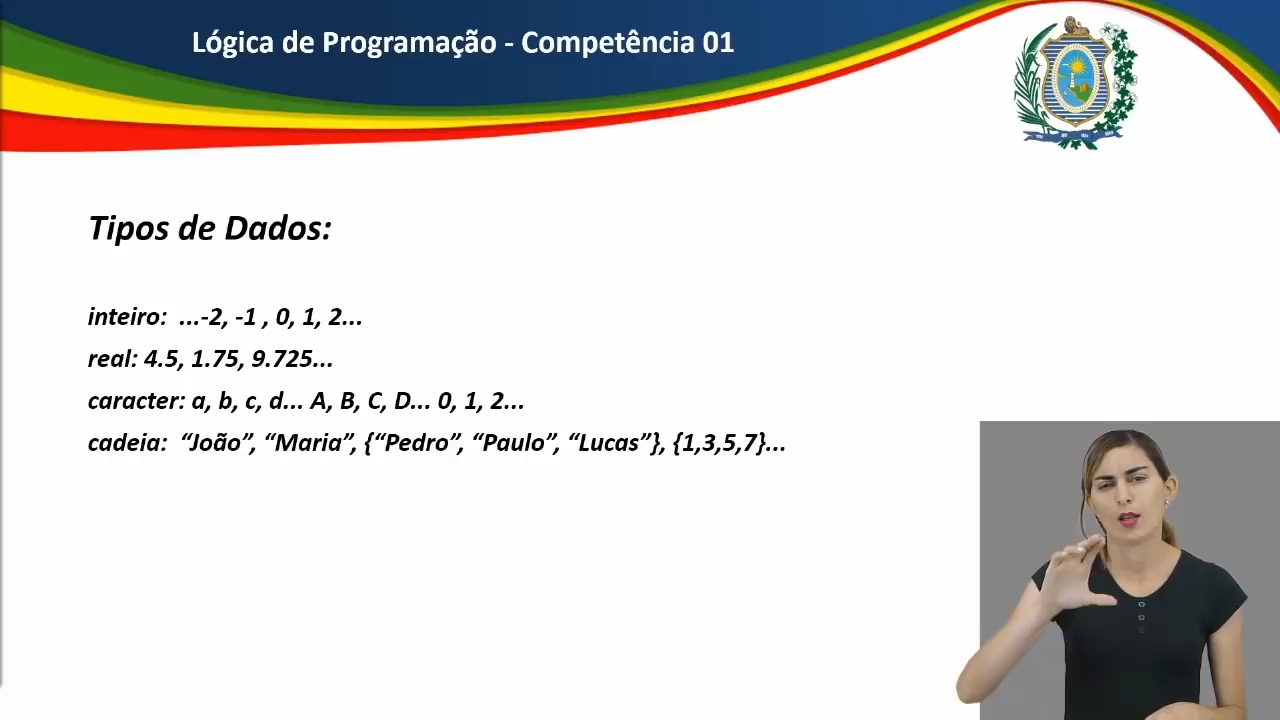 Lógica de Programação - Competência 01
Tipos de Dados:
inteiro: ...-2, -1 , 0, 1, 2...
real: 4.5, 1.75, 9.725...
caracter: a, b, c, d... A, B, C, D... 0, 1, 2...
cadeia: “João”, “Maria”, {“Pedro”, “Paulo”, “Lucas”}, {1,3,5,7}...